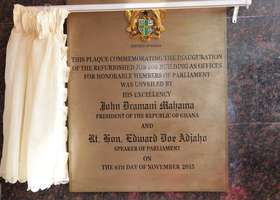 THIS PLAQUE COMMEMORATING THE INAUGURATION
OF THE REFURBISHED JOB 600 BUILDING AS OFFICES
FOR HONORABLE MEMBERS OF PARLIAMENT
WAS UNVEILED BY
HIS EXCELLENCY
John Dramani Mahama
PRESIDENT OF THE REPUBLIC OF GHANA
AND
Rt. Hon. Edward Doe Adjaho
SPEAKER OF PARLIAMENT
ON
THE 6TH DAY OF NOVEMBER 2015